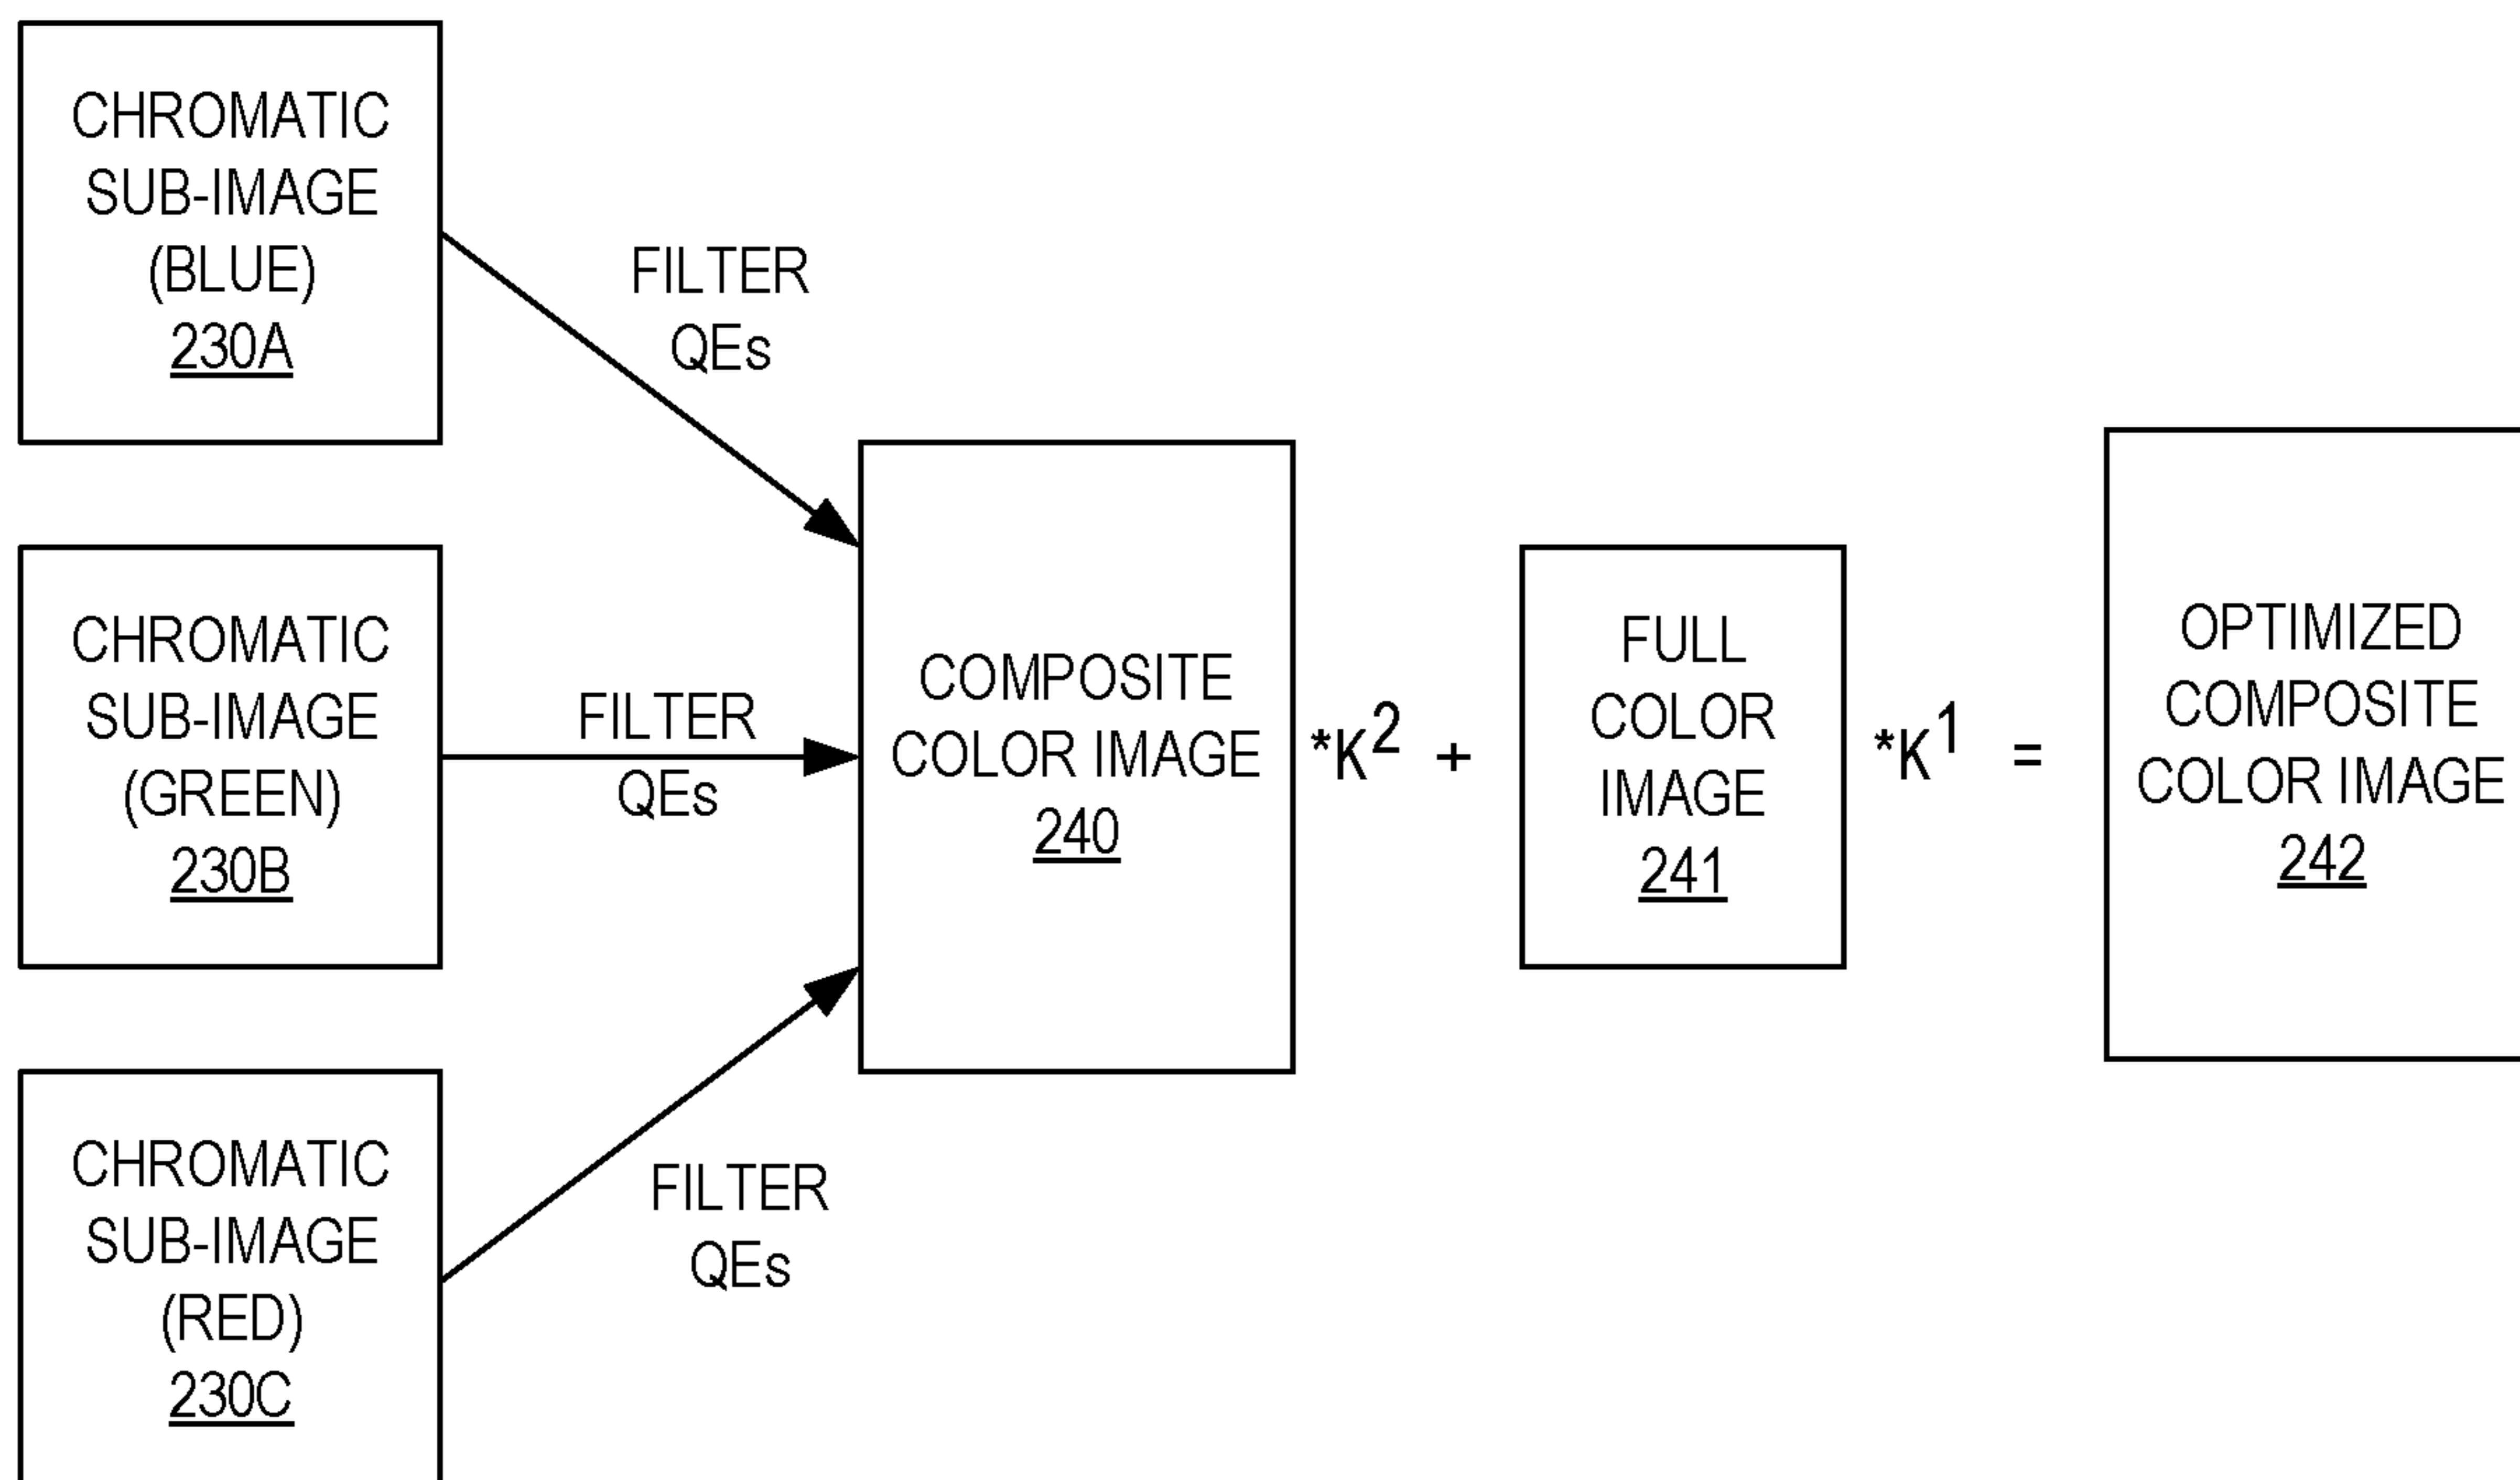 CHROMATIC
SUB-IMAGE
(BLUE)
230A
FILTER
QEs
CHROMATIC
SUB-IMAGE
(GREEN)
230B
FILTER
QEs
CHROMATIC
SUB-IMAGE
(RED)
230C
FILTER
QEs
COMPOSITE
COLOR IMAGE
240
*K² +
FULL
COLOR
IMAGE
241
*K¹ =
OPTIMIZED
COMPOSITE
COLOR IMAGE
242